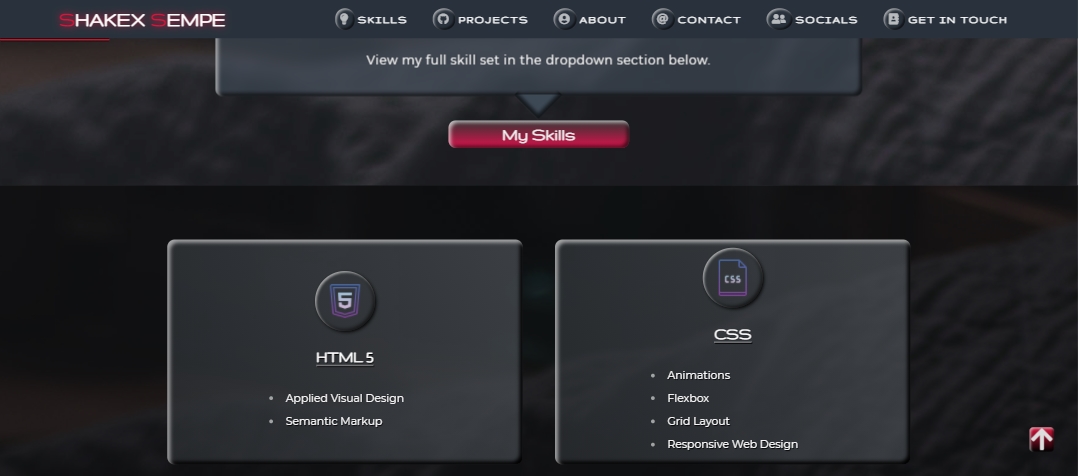 SHAKEX SEMPE
SKILLS
PROJECTS
ABOUT
CONTACT
SOCIALS
GET IN TOUCH
View my full skill set in the dropdown section below.
My Skills
5
HTML 5
Applied Visual Design
Semantic Markup
CSS
CSS
Animations
Flexbox
Grid Layout
Responsive Web Design